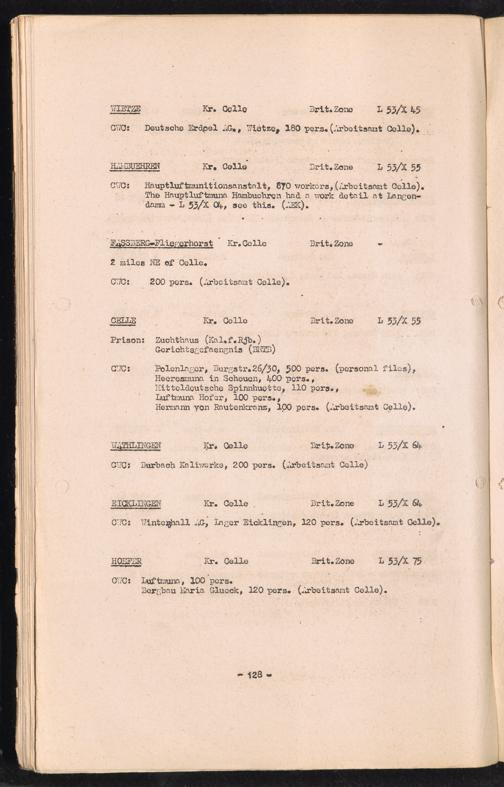 WIETZE Kr. Celle Brit.Zone L 53/X 45
CWC: Deutsche Erdoel AG., Wietze, 180 pers.(Arbeitsamt Celle).
HAMBUEHREN Kr. Celle Brit.Zone L 53/X 55
CWC: Hauptluftmunitionsanstalt, 870 workers,(Arbeitsamt Celle).
The Hauptluftmuna Hambuehren had a work detail at Langen-
damm - L 53/X 04, see this. (AEK).
FASSBERG-Fliegerhorst Kr.Celle Brit.Zone -
2 miles NE of Celle.
CWC: 200 pers. (Arbeitsamt Celle).
CELLE Kr. Celle Brit.Zone L 53/X 55
Prison: Zuchthaus (Kal.f.Rjb.)
Gerichtsgefaengnis
CWC: Polenlager, Bergstr.26/30, 500 pers. (personal files),
Heeresmuna in Scheuen, 400 pers.,
Mitteldeutsche Spinnhuette, 110 pers.,
Luftmuna Hofer, 100 pers.,
Hermann von Rautenkranz, 100 pers. (Arbeitsamt Celle).
WATHLINGEN Kr. Celle Brit.Zone L 53/X 64
CWC: Burbach Kaliwerke, 200 pers. (Arbeitsamt Celle)
EICKLINGEN Kr. Celle Brit.Zone L 53/X 64
CWC: Wintershall AG, Lager Eicklingen, 120 pers. (Arbeitsamt Celle).
HOEFER Kr. Celle Brit.Zone L 53/X 75
CWC: Luftmuna, 100 pers.
Bergbau Maria Glueck, 120 pers. (Arbeitsamt Celle).
- 128 -